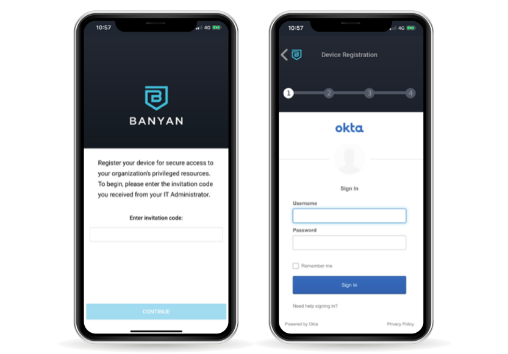 10:57
4G
BANYAN
Register your device for secure access to
your organization's privileged resources.
To begin, please enter the invitation code
you received from your IT Administrator.
Enter invitation code:
CONTINUE
10:57
4G
Device Registration
1 2 3 4
okta
Sign In
Username
Password
Remember me
Sign In
Need help signing in?
Powered by Okta
Privacy Policy